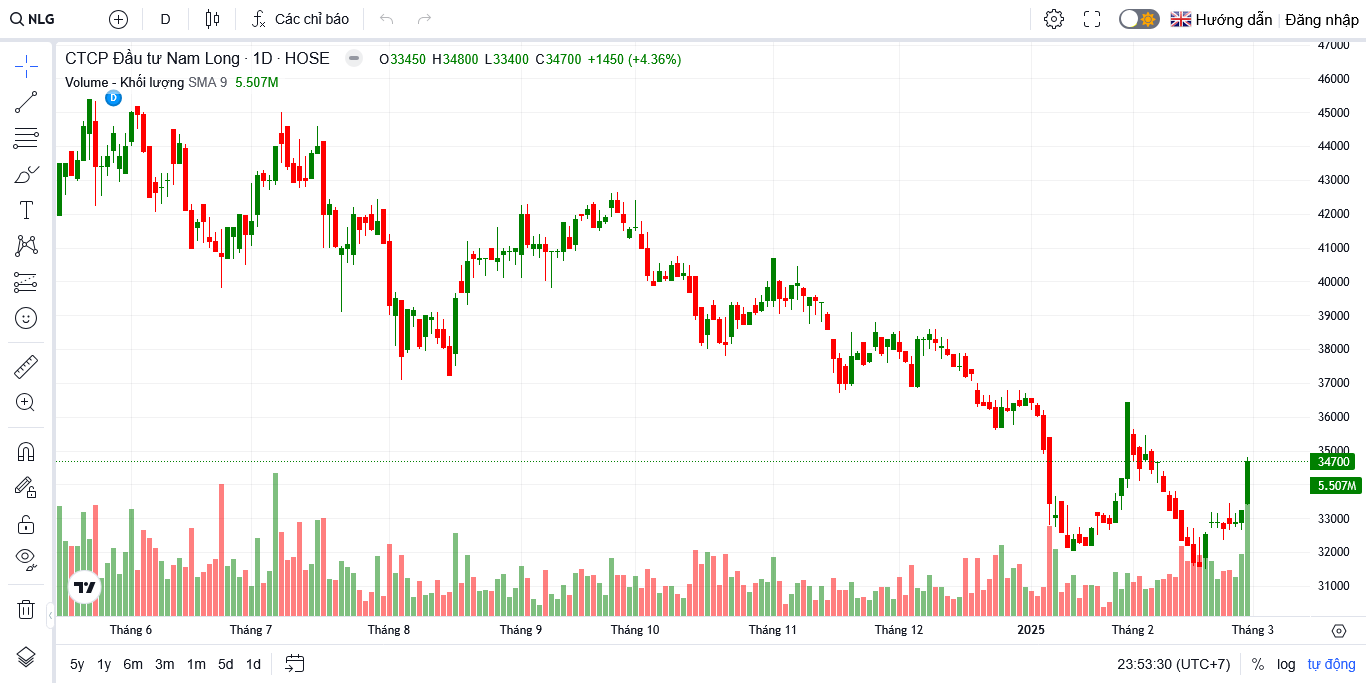 NLG D Các chỉ báo Hướng dẫn Đăng nhập
CTCP Đầu tư Nam Long · 1D · HOSE O33450 H34800 L33400 C34700 +1450 (+4.36%)
Volume - Khối lượng SMA 9 5.507M
D
47000
46000
45000
44000
43000
42000
41000
40000
39000
38000
37000
36000
35000
34700
5.507M
33000
32000
31000
Tháng 6 Tháng 7 Tháng 8 Tháng 9 Tháng 10 Tháng 11 Tháng 12 2025 Tháng 2 Tháng 3
5y 1y 6m 3m 1m 5d 1d 23:53:30 (UTC+7) % log tự động